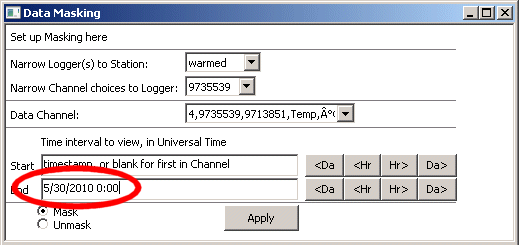 Data Masking
Set up Masking here
Narrow Logger(s) to Station: warmed
Narrow Channel choices to Logger: 9735539
Data Channel: 4,9735539,9713851,Temp,Âº
Time interval to view, in Universal Time
Start timestamp, or blank for first in Channel <Da <Hr Hr> Da>
End 5/30/2010 0:00 <Da <Hr Hr> Da>
Mask
Unmask
Apply